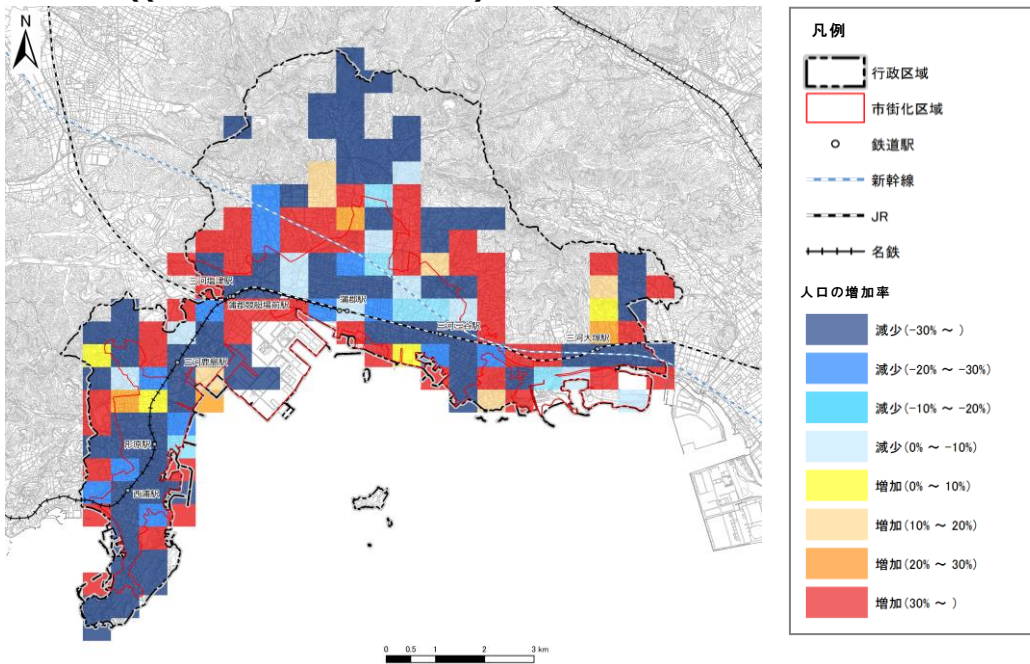 N
三河塩津駅
蒲郡競艇場前駅
蒲郡駅
三河三谷駅
三河大塚駅
三河鹿島駅
形原駅
西浦駅
0 0.5 1 2 3 km
凡例
行政区域
市街化区域
鉄道駅
新幹線
JR
名鉄
人口の増加率
減少(-30% ~ )
減少(-20% ~ -30%)
減少(-10% ~ -20%)
減少(0% ~ -10%)
増加(0% ~ 10%)
増加(10% ~ 20%)
増加(20% ~ 30%)
増加(30% ~ )